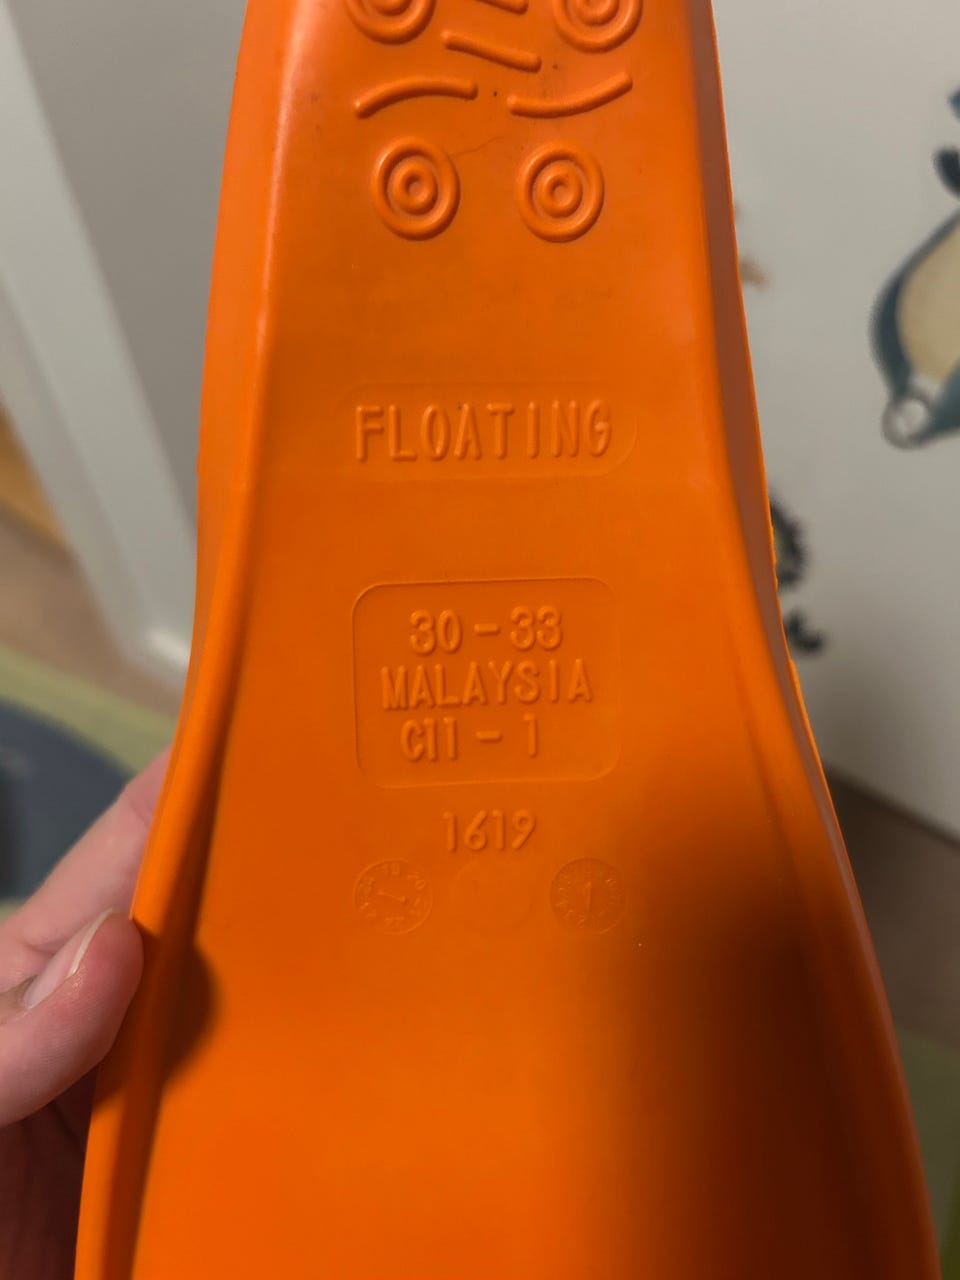 FLOATING
30-33
MALAYSIA
C11-1
1619